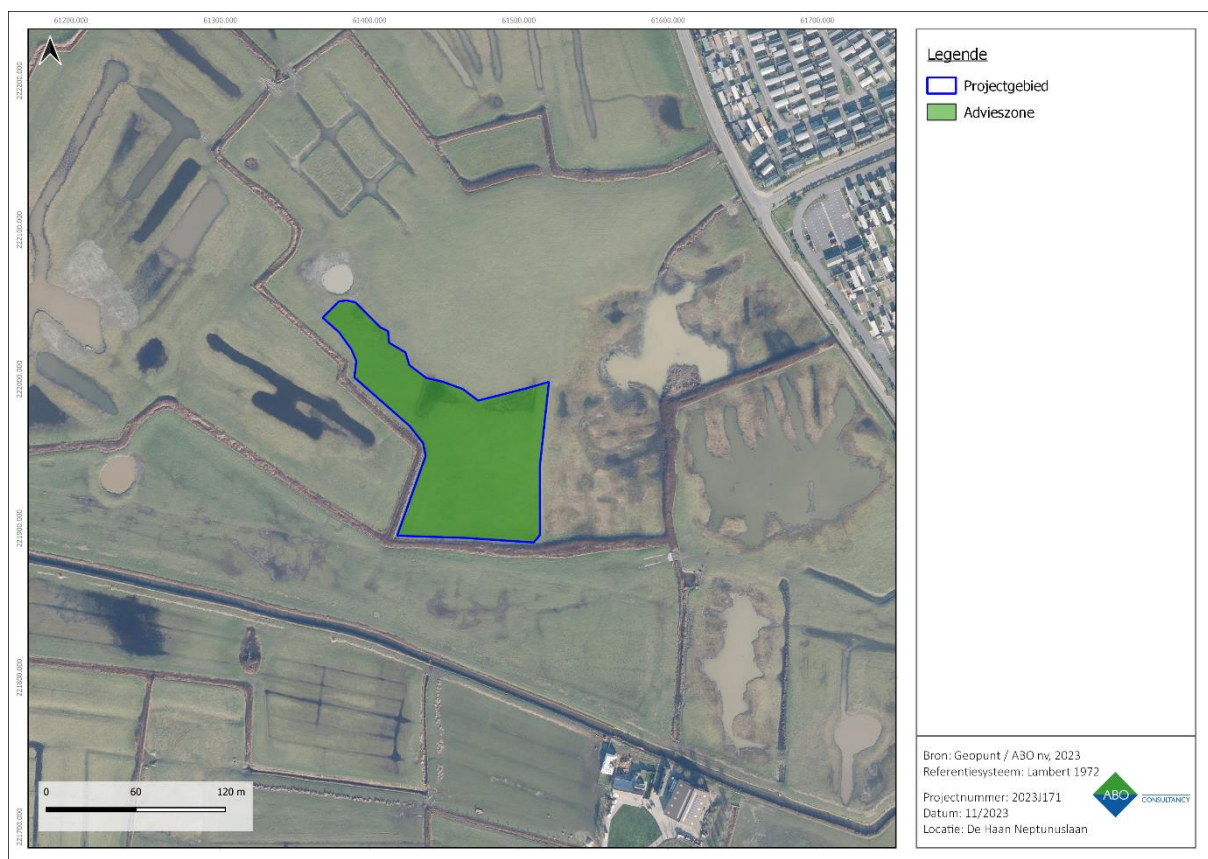 61200.000 61300.000 61400.000 61500.000 61600.000 61700.000
222200.000
222100.000
222000.000
221900.000
221800.000
221700.000
0 60 120 m
Legende
Projectgebied
Advieszone
Bron: Geopunt / ABO nv, 2023
Referentiesysteem: Lambert 1972
Projectnummer: 2023J171
Datum: 11/2023
Locatie: De Haan Neptunuslaan
ABO CONSULTANCY